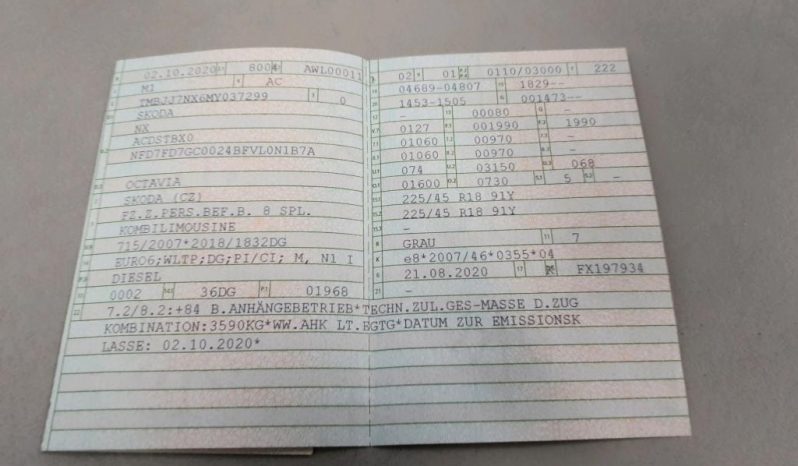 02.10.2020 8004 AWL00011
M1 AC
TMBJJ7NX6MY037299 0
SKODA
NX
ACDSTBX0
NFD7FD7GC0024BFVL0N1B7A
OCTAVIA
SKODA (CZ)
FZ.Z.PERS.BEF.B. 8 SPL.
KOMBILIMOUSINE
715/2007*2018/1832DG
EURO6;WLTP;DG;PI/CI; M, N1 I
DIESEL
0002 36DG 01968
02 01 0110/03000 222
04689-04807 1829--
1453-1505 001473--
- 00080 -
0127 001990 1990
01060 00970 -
01060 00970 -
074 03150 068
01600 0730 5 -
225/45 R18 91Y
225/45 R18 91Y
-
GRAU 7
e8*2007/46*0355*04
21.08.2020 K FX197934
-
7.2/8.2:+84 B.ANHÄNGEBETRIEB*TECHN.ZUL.GES-MASSE D.ZUG
KOMBINATION:3590KG*WW.AHK LT.EGTG*DATUM ZUR EMISSIONSK
LASSE: 02.10.2020*